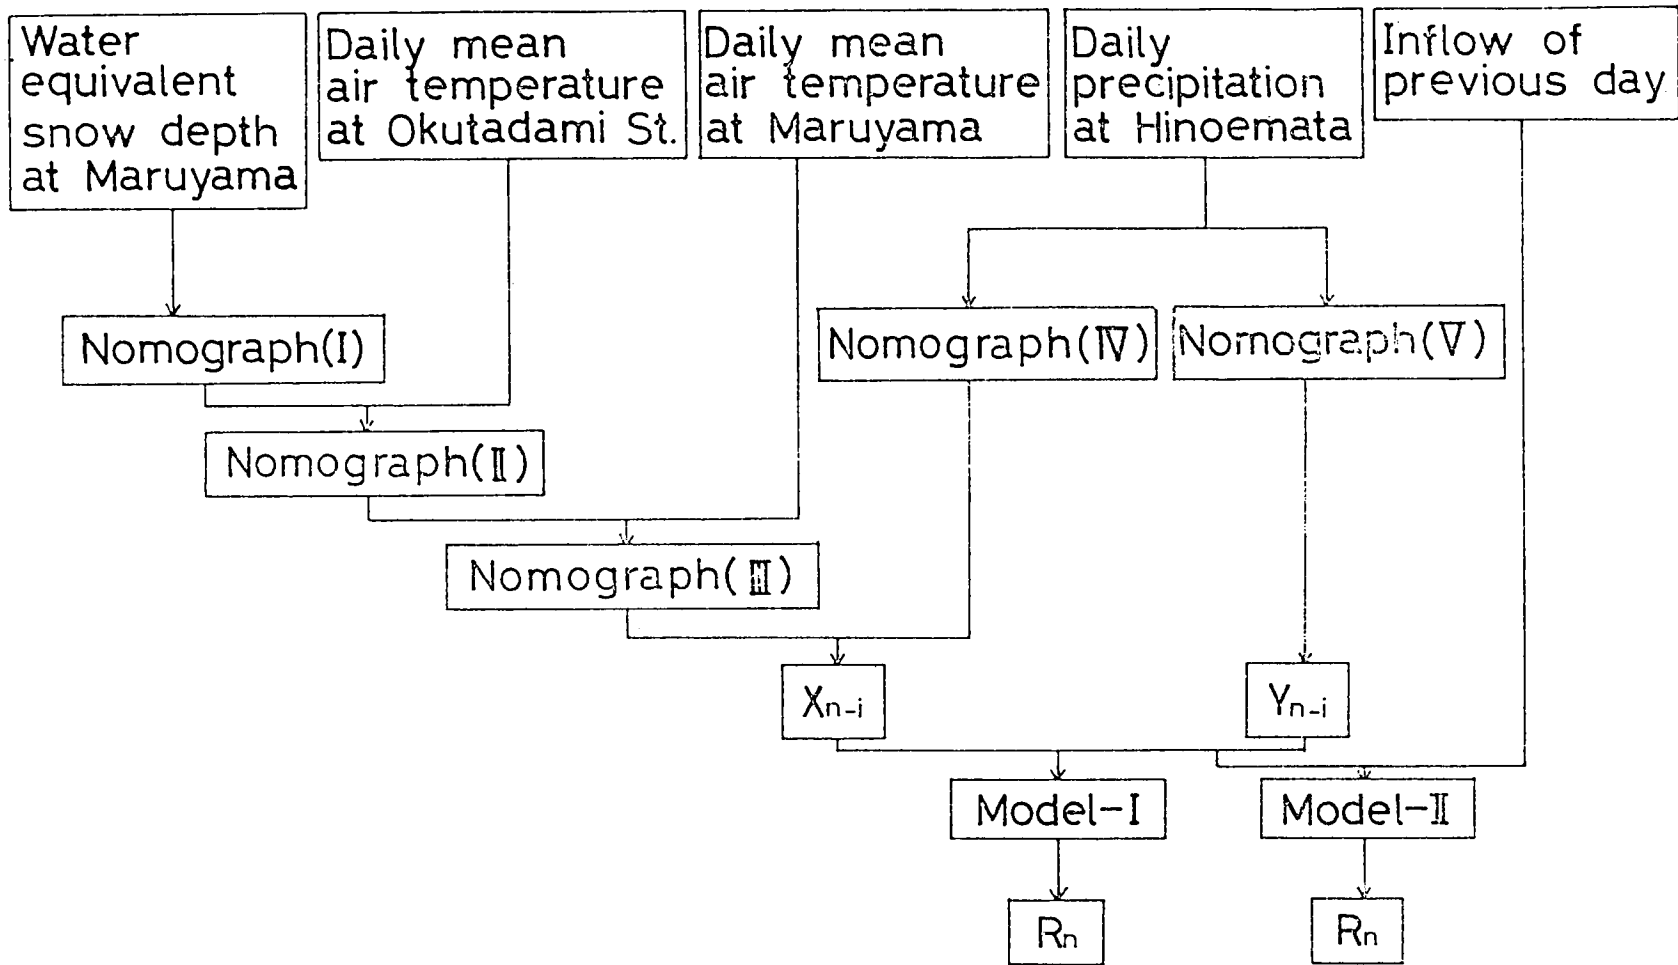 Water
equivalent
snow depth
at Maruyama
Daily mean
air temperature
at Okutadami St.
Daily mean
air temperature
at Maruyama
Daily
precipitation
at Hinoemata
Inflow of
previous day
Nomograph(I)
Nomograph(IV)
Nomograph(V)
Nomograph(II)
Nomograph(III)
Xn-i
Yn-i
Model-I
Model-II
Rn
Rn